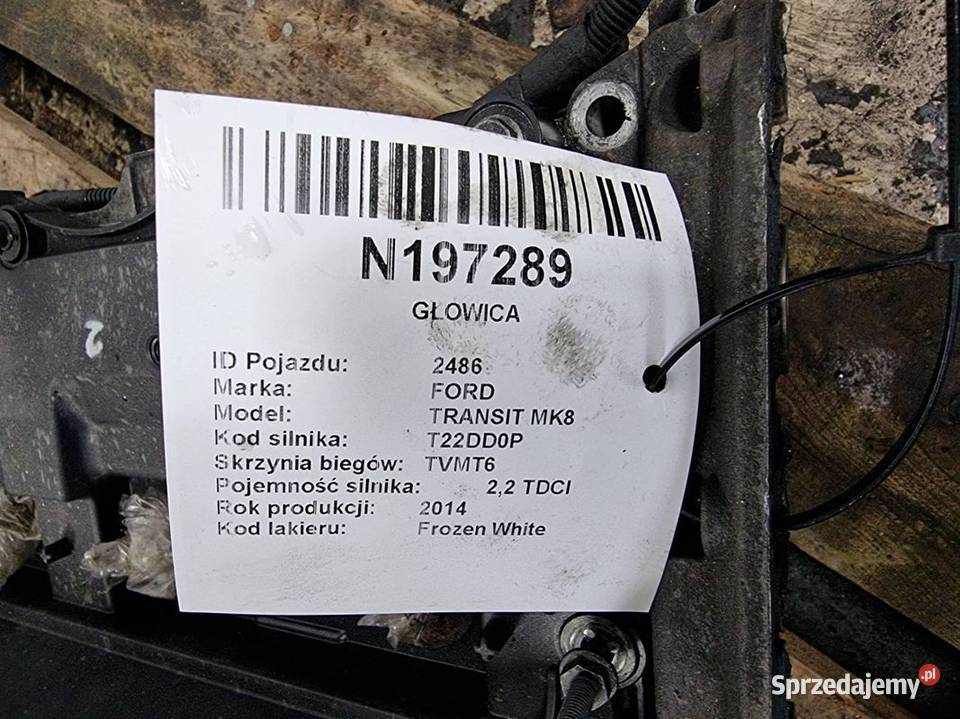 N197289
GŁOWICA
ID Pojazdu: 2486
Marka: FORD
Model: TRANSIT MK8
Kod silnika: T22DD0P
Skrzynia biegów: TVMT6
Pojemność silnika: 2,2 TDCI
Rok produkcji: 2014
Kod lakieru: Frozen White
2
Sprzedajemy.pl